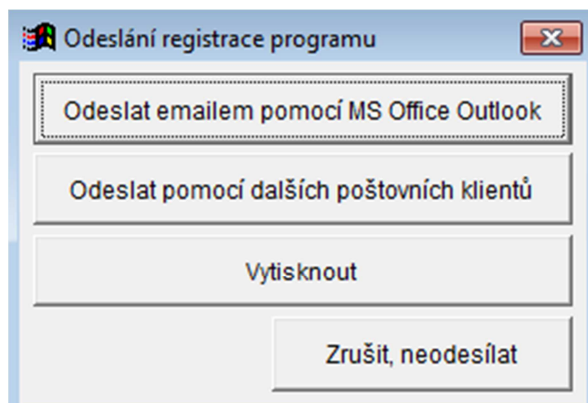 Odeslání registrace programu
Odeslat emailem pomocí MS Office Outlook
Odeslat pomocí dalších poštovních klientů
Vytisknout
Zrušit, neodesílat